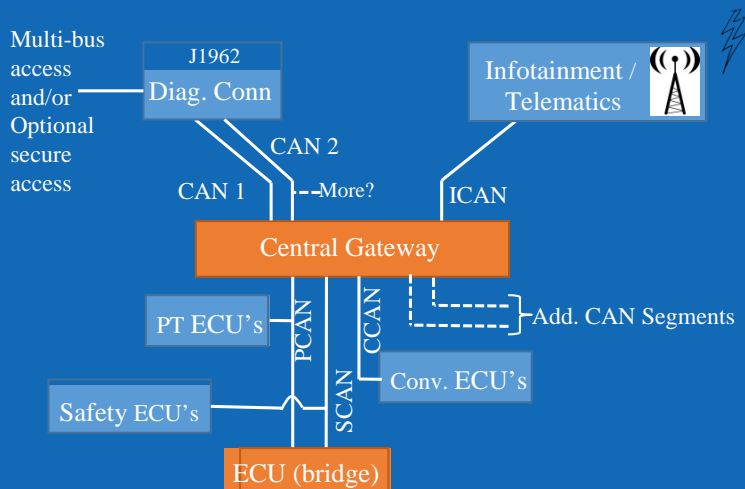 Multi-bus
access
and/or
Optional
secure
access
J1962
Diag. Conn
Infotainment /
Telematics
CAN 2
CAN 1
More?
ICAN
Central Gateway
PT ECU's
PCAN
CCAN
Add. CAN Segments
Conv. ECU's
Safety ECU's
SCAN
ECU (bridge)